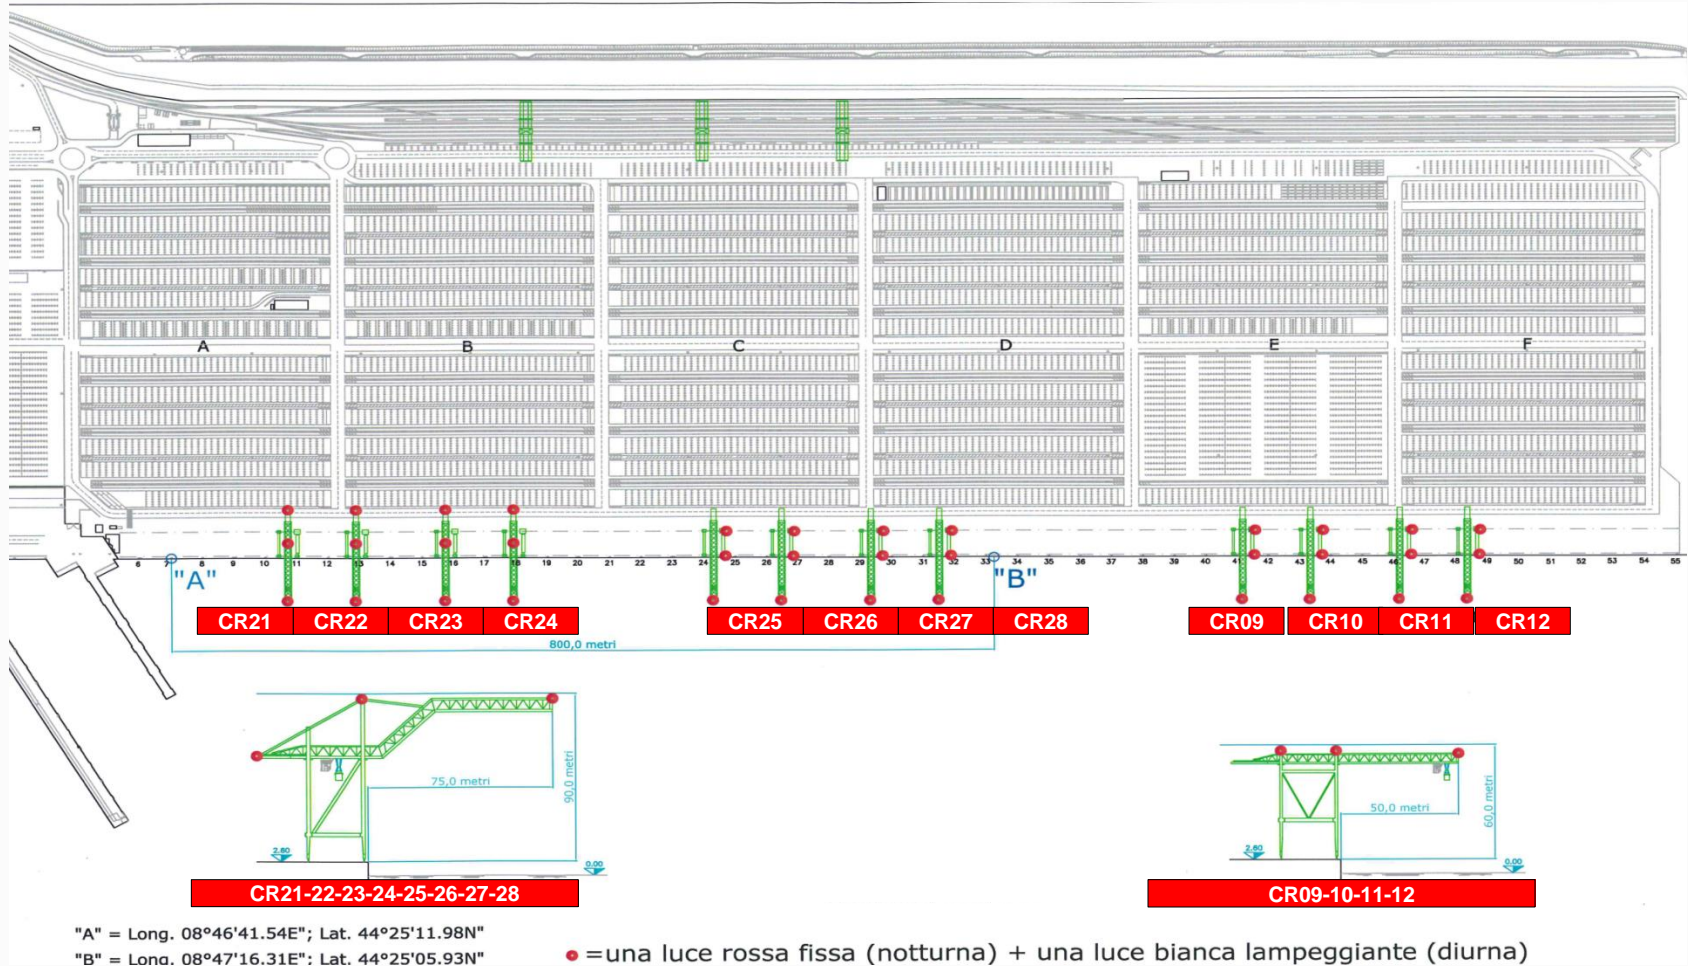 A B C D E F
6 7 8 9 10 11 12 13 14 15 16 17 18 19 20 21 22 23 24 25 26 27 28 29 30 31 32 33 34 35 36 37 38 39 40 41 42 43 44 45 46 47 48 49 50 51 52 53 54 55
"A" "B"
CR21 CR22 CR23 CR24 CR25 CR26 CR27 CR28 CR09 CR10 CR11 CR12
800,0 metri
75,0 metri
90,0 metri
2.60
0.00
50,0 metri
60,0 metri
2.60
0.00
CR21-22-23-24-25-26-27-28
CR09-10-11-12
"A" = Long. 08°46'41.54E"; Lat. 44°25'11.98N"
"B" = Long. 08°47'16.31E"; Lat. 44°25'05.93N"
=una luce rossa fissa (notturna) + una luce bianca lampeggiante (diurna)